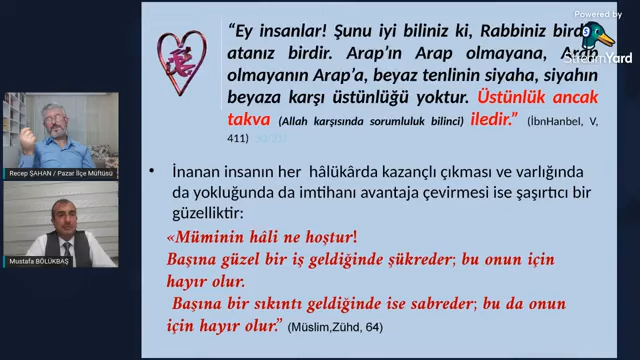 Powered by
StreamYard
“Ey insanlar! Şunu iyi biliniz ki, Rabbiniz birdir,
atanız birdir. Arap’ın Arap olmayana, Arap
olmayanın Arap’a, beyaz tenlinin siyaha, siyahın
beyaza karşı üstünlüğü yoktur. Üstünlük ancak
takva (Allah karşısında sorumluluk bilinci) iledir.” (İbnHanbel, V,
411)
• İnanan insanın her hâlükârda kazançlı çıkması ve varlığında
da yokluğunda da imtihanı avantaja çevirmesi ise şaşırtıcı bir
güzelliktir:
«Müminin hâli ne hoştur!
Başına güzel bir iş geldiğinde şükreder; bu onun için
hayır olur.
Başına bir sıkıntı geldiğinde ise sabreder; bu da onun
için hayır olur.” (Müslim,Zühd, 64)
Recep ŞAHAN / Pazar İlçe Müftüsü
Mustafa BÖLÜKBAŞ